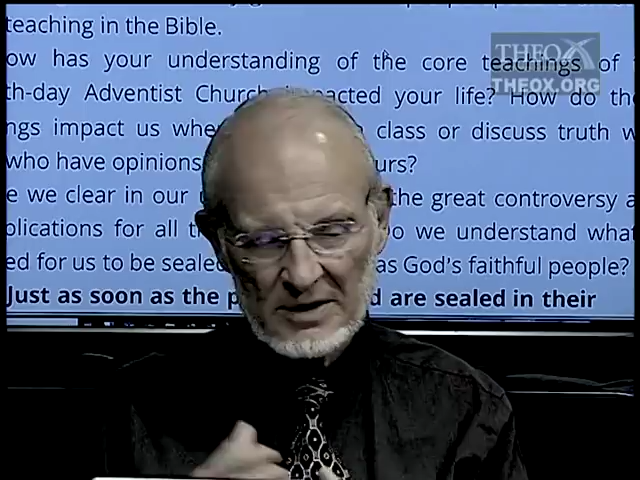 teaching in the Bible.
ow has your understanding of the core teachings of
th-day Adventist Church impacted your life? How do the
ngs impact us whe class or discuss truth w
who have opinions urs?
e we clear in our the great controversy a
plications for all t o we understand what
ed for us to be seale as God's faithful people?
Just as soon as the p d are sealed in their
THEOX
THEOX.ORG